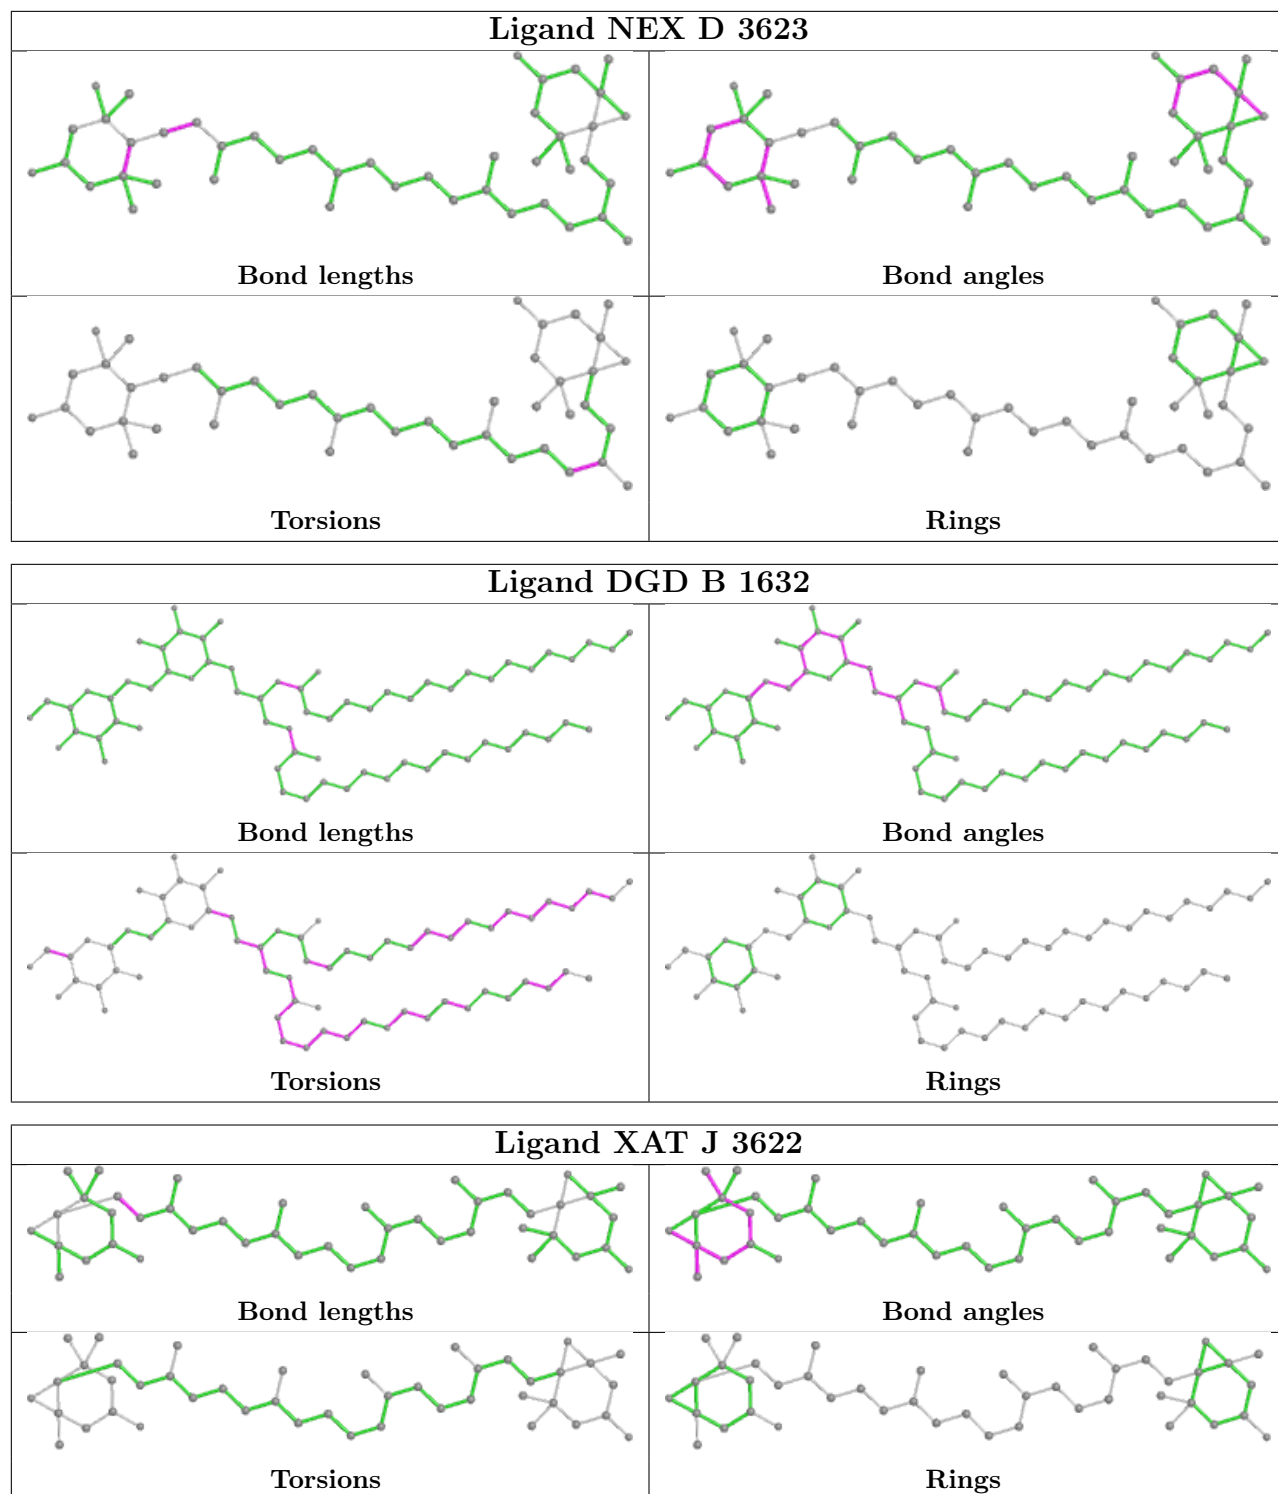 Ligand NEX D 3623
Bond lengths
Bond angles
Torsions
Rings
Ligand DGD B 1632
Bond lengths
Bond angles
Torsions
Rings
Ligand XAT J 3622
Bond lengths
Bond angles
Torsions
Rings